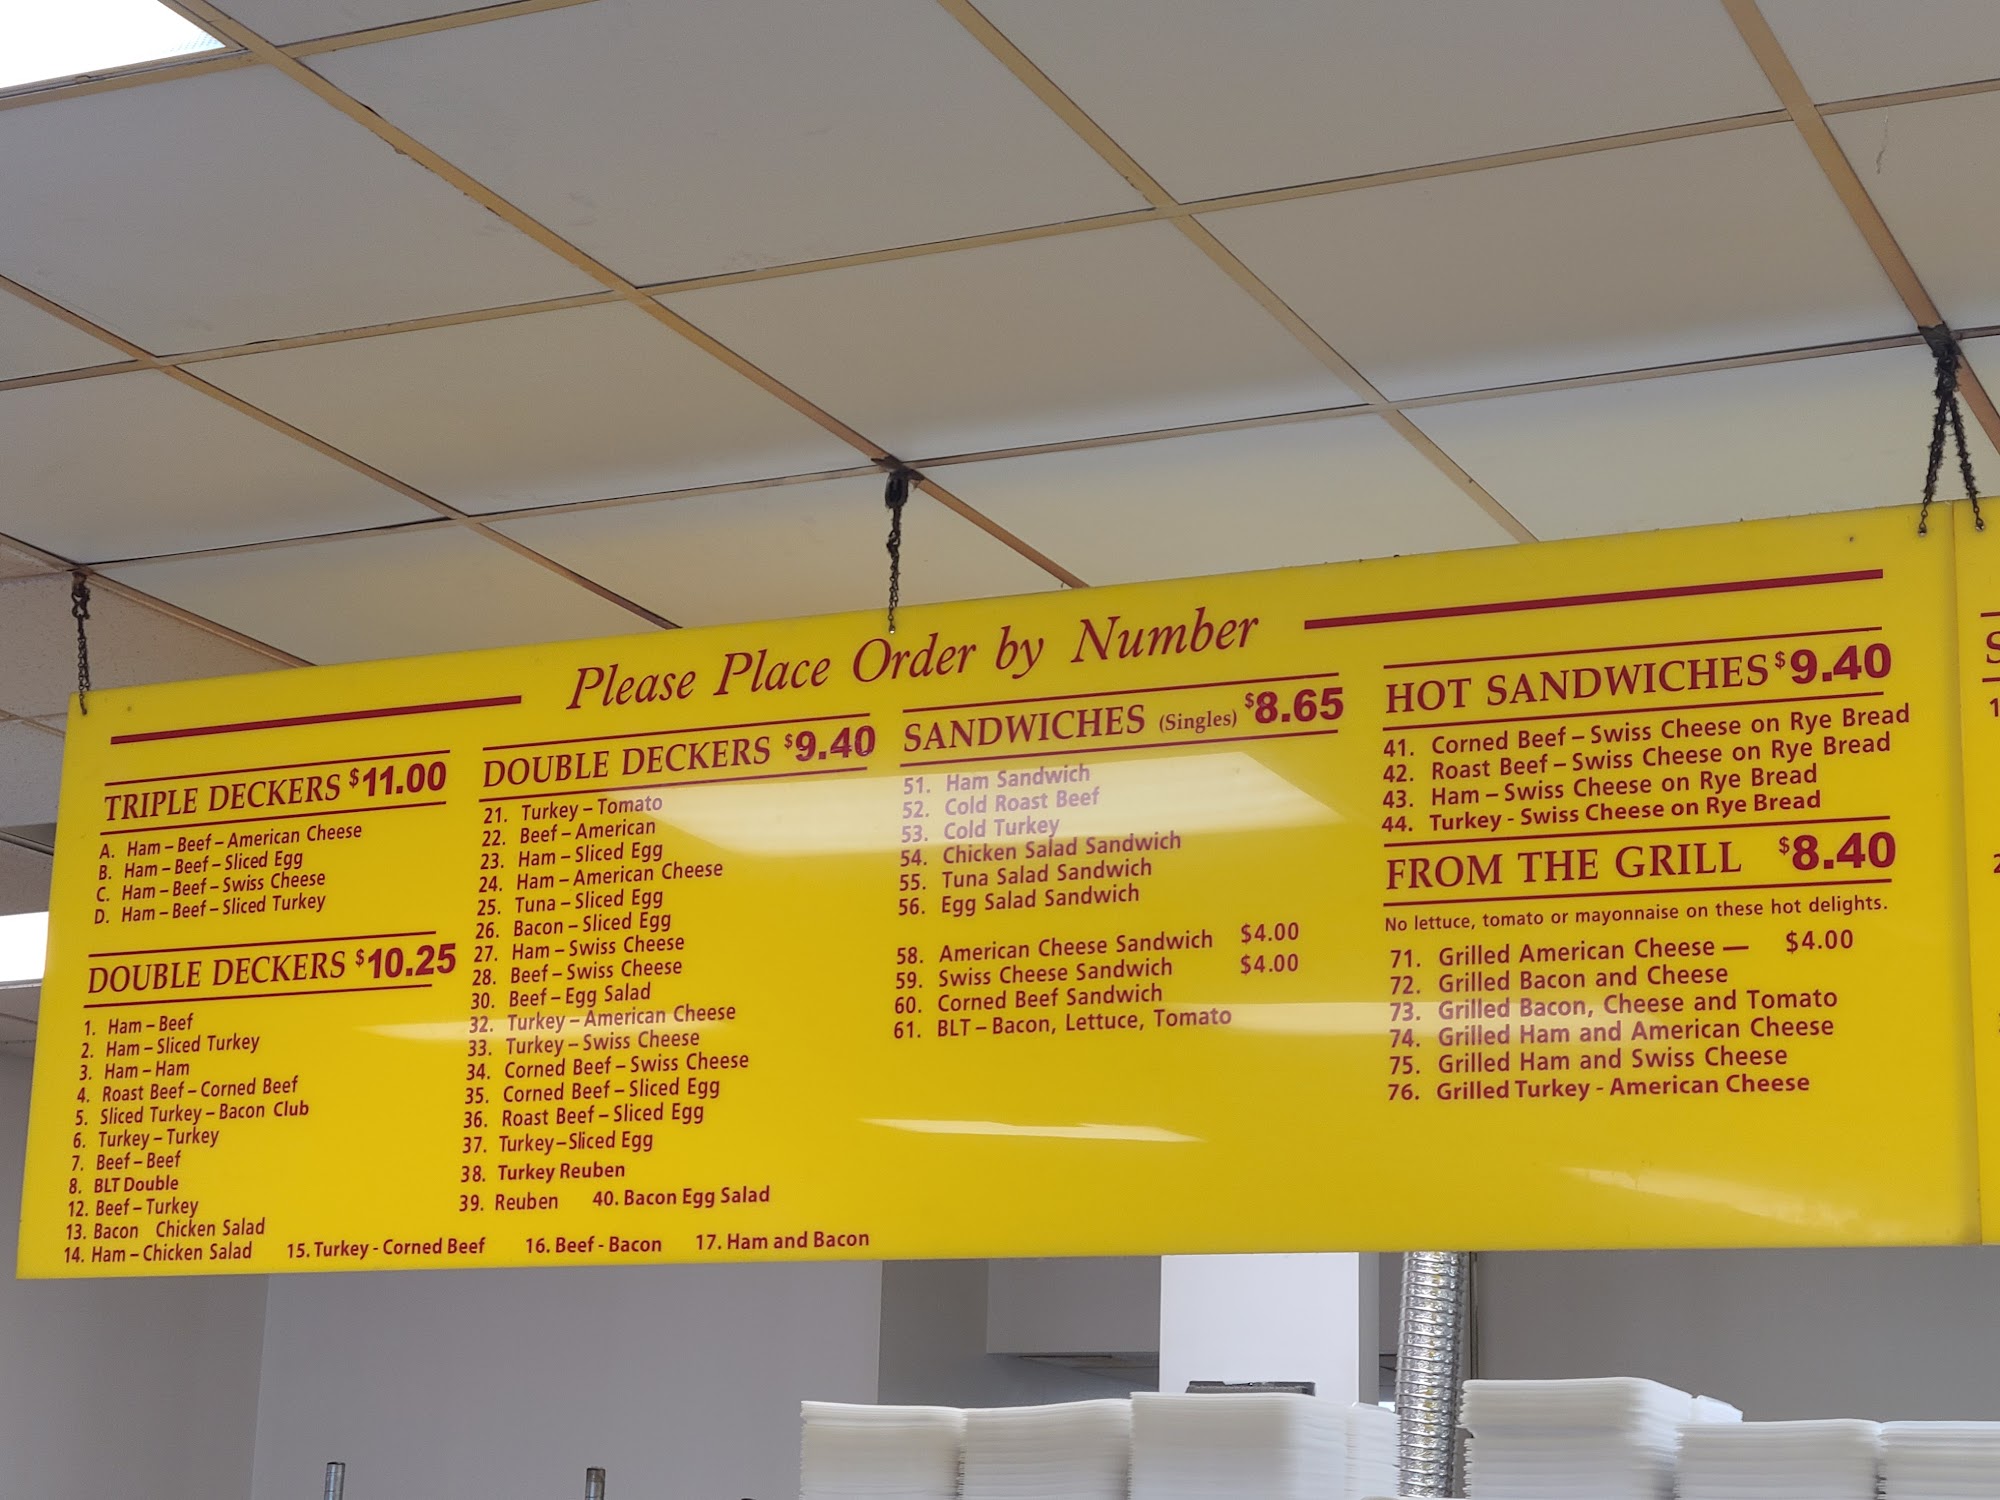 Please Place Order by Number
TRIPLE DECKERS $11.00
A. Ham – Beef – American Cheese
B. Ham – Beef – Sliced Egg
C. Ham – Beef – Swiss Cheese
D. Ham – Beef – Sliced Turkey
DOUBLE DECKERS $10.25
1. Ham – Beef
2. Ham – Sliced Turkey
3. Ham – Ham
4. Roast Beef – Corned Beef
5. Sliced Turkey – Bacon Club
6. Turkey – Turkey
7. Beef – Beef
8. BLT Double
12. Beef – Turkey
13. Bacon Chicken Salad
14. Ham – Chicken Salad 15. Turkey - Corned Beef 16. Beef - Bacon 17. Ham and Bacon
DOUBLE DECKERS $9.40
21. Turkey – Tomato
22. Beef – American
23. Ham – Sliced Egg
24. Ham – American Cheese
25. Tuna – Sliced Egg
26. Bacon – Sliced Egg
27. Ham – Swiss Cheese
28. Beef – Swiss Cheese
30. Beef – Egg Salad
32. Turkey – American Cheese
33. Turkey – Swiss Cheese
34. Corned Beef – Swiss Cheese
35. Corned Beef – Sliced Egg
36. Roast Beef – Sliced Egg
37. Turkey – Sliced Egg
38. Turkey Reuben
39. Reuben 40. Bacon Egg Salad
SANDWICHES (Singles) $8.65
51. Ham Sandwich
52. Cold Roast Beef
53. Cold Turkey
54. Chicken Salad Sandwich
55. Tuna Salad Sandwich
56. Egg Salad Sandwich
58. American Cheese Sandwich $4.00
59. Swiss Cheese Sandwich $4.00
60. Corned Beef Sandwich
61. BLT – Bacon, Lettuce, Tomato
HOT SANDWICHES $9.40
41. Corned Beef – Swiss Cheese on Rye Bread
42. Roast Beef – Swiss Cheese on Rye Bread
43. Ham – Swiss Cheese on Rye Bread
44. Turkey - Swiss Cheese on Rye Bread
FROM THE GRILL $8.40
No lettuce, tomato or mayonnaise on these hot delights.
71. Grilled American Cheese — $4.00
72. Grilled Bacon and Cheese
73. Grilled Bacon, Cheese and Tomato
74. Grilled Ham and American Cheese
75. Grilled Ham and Swiss Cheese
76. Grilled Turkey - American Cheese